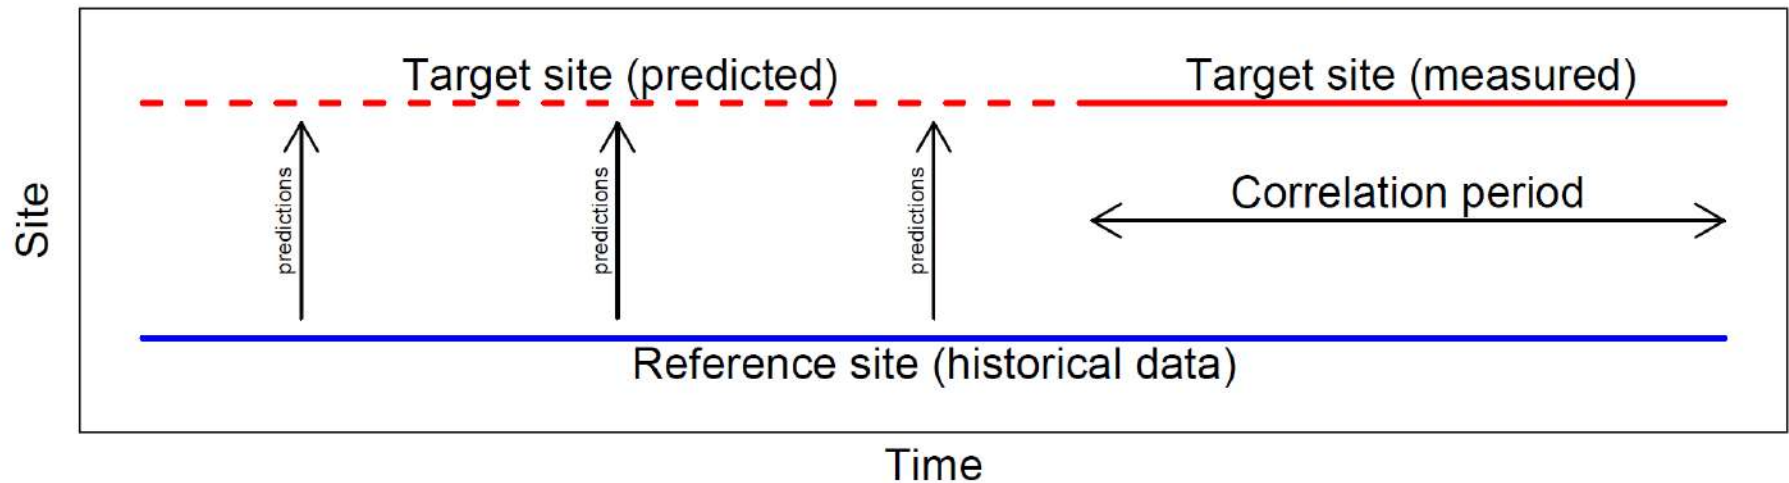 Target site (predicted)
Target site (measured)
predictions
predictions
predictions
Correlation period
Site
Reference site (historical data)
Time